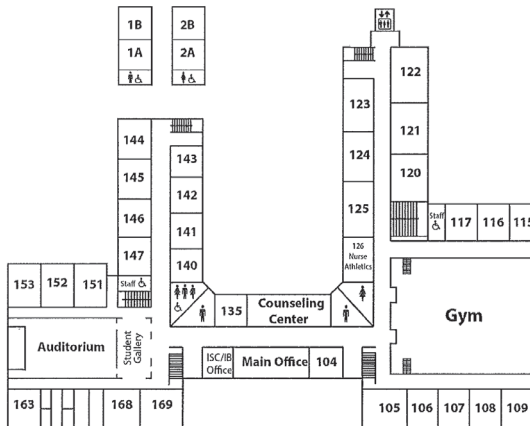 1B
2B
1A
2A
122
123
121
144
143
124
120
145
142
146
125
Staff
117
116
115
141
147
126
Nurse
Athletics
140
153
152
151
Staff
135
Counseling
Center
Gym
Auditorium
Student
Gallery
ISC/IB
Office
Main Office
104
163
168
169
105
106
107
108
109